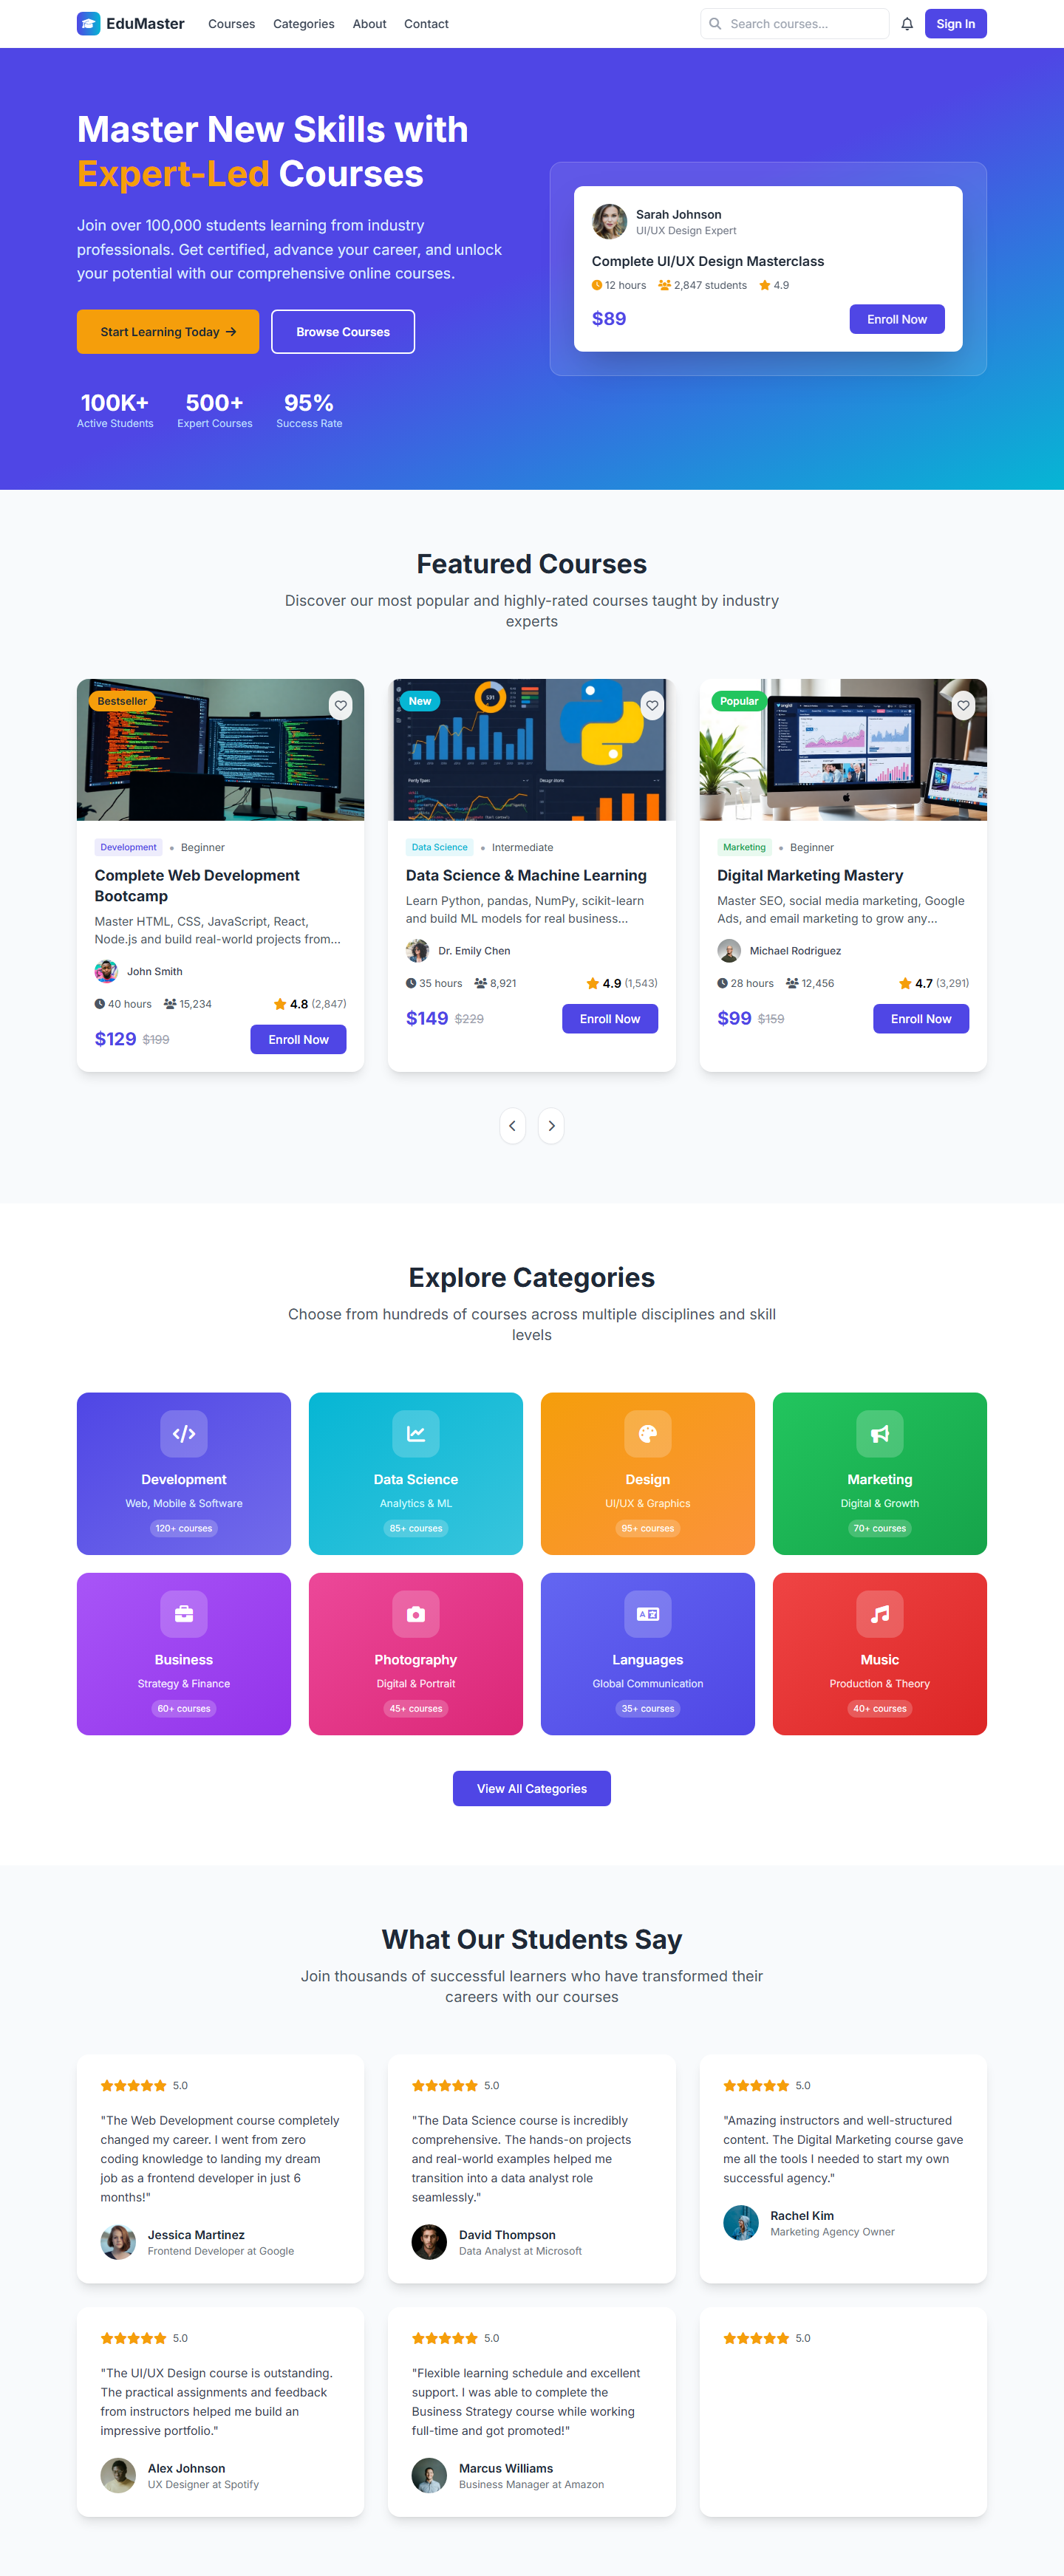 EduMaster
Courses
Categories
About
Contact
Search courses...
Sign In
Master New Skills with
Expert-Led Courses
Join over 100,000 students learning from industry
professionals. Get certified, advance your career, and unlock
your potential with our comprehensive online courses.
Start Learning Today
Browse Courses
100K+
Active Students
500+
Expert Courses
95%
Success Rate
Sarah Johnson
UI/UX Design Expert
Complete UI/UX Design Masterclass
12 hours
2,847 students
4.9
$89
Enroll Now
Featured Courses
Discover our most popular and highly-rated courses taught by industry
experts
Bestseller
Development
•
Beginner
Complete Web Development
Bootcamp
Master HTML, CSS, JavaScript, React,
Node.js and build real-world projects from...
John Smith
40 hours
15,234
4.8 (2,847)
$129 $199
Enroll Now
New
Data Science
•
Intermediate
Data Science & Machine Learning
Learn Python, pandas, NumPy, scikit-learn
and build ML models for real business...
Dr. Emily Chen
35 hours
8,921
4.9 (1,543)
$149 $229
Enroll Now
Popular
Marketing
•
Beginner
Digital Marketing Mastery
Master SEO, social media marketing, Google
Ads, and email marketing to grow any...
Michael Rodriguez
28 hours
12,456
4.7 (3,291)
$99 $159
Enroll Now
Explore Categories
Choose from hundreds of courses across multiple disciplines and skill
levels
Development
Web, Mobile & Software
120+ courses
Data Science
Analytics & ML
85+ courses
Design
UI/UX & Graphics
95+ courses
Marketing
Digital & Growth
70+ courses
Business
Strategy & Finance
60+ courses
Photography
Digital & Portrait
45+ courses
Languages
Global Communication
35+ courses
Music
Production & Theory
40+ courses
View All Categories
What Our Students Say
Join thousands of successful learners who have transformed their
careers with our courses
5.0
"The Web Development course completely
changed my career. I went from zero
coding knowledge to landing my dream
job as a frontend developer in just 6
months!"
Jessica Martinez
Frontend Developer at Google
5.0
"The Data Science course is incredibly
comprehensive. The hands-on projects
and real-world examples helped me
transition into a data analyst role
seamlessly."
David Thompson
Data Analyst at Microsoft
5.0
"Amazing instructors and well-structured
content. The Digital Marketing course gave
me all the tools I needed to start my own
successful agency."
Rachel Kim
Marketing Agency Owner
5.0
"The UI/UX Design course is outstanding.
The practical assignments and feedback
from instructors helped me build an
impressive portfolio."
Alex Johnson
UX Designer at Spotify
5.0
"Flexible learning schedule and excellent
support. I was able to complete the
Business Strategy course while working
full-time and got promoted!"
Marcus Williams
Business Manager at Amazon
5.0